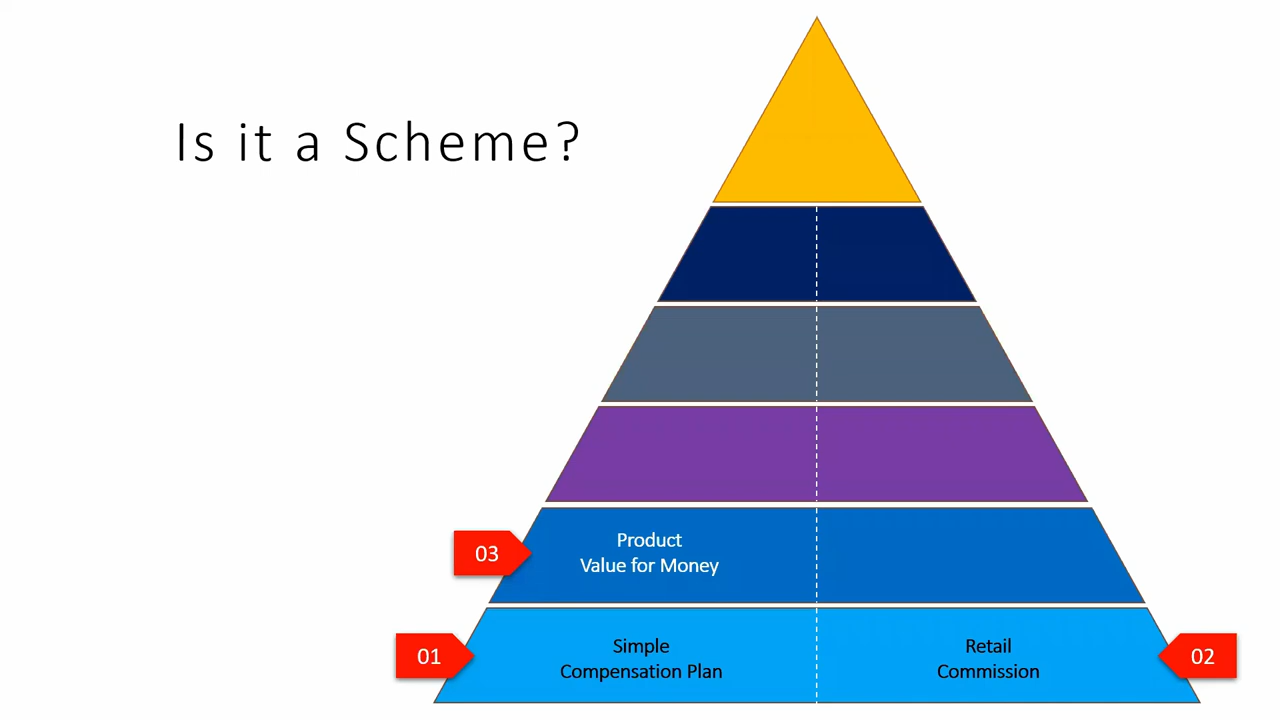 Is it a Scheme?
03
Product
Value for Money
01
Simple
Compensation Plan
Retail
Commission
02